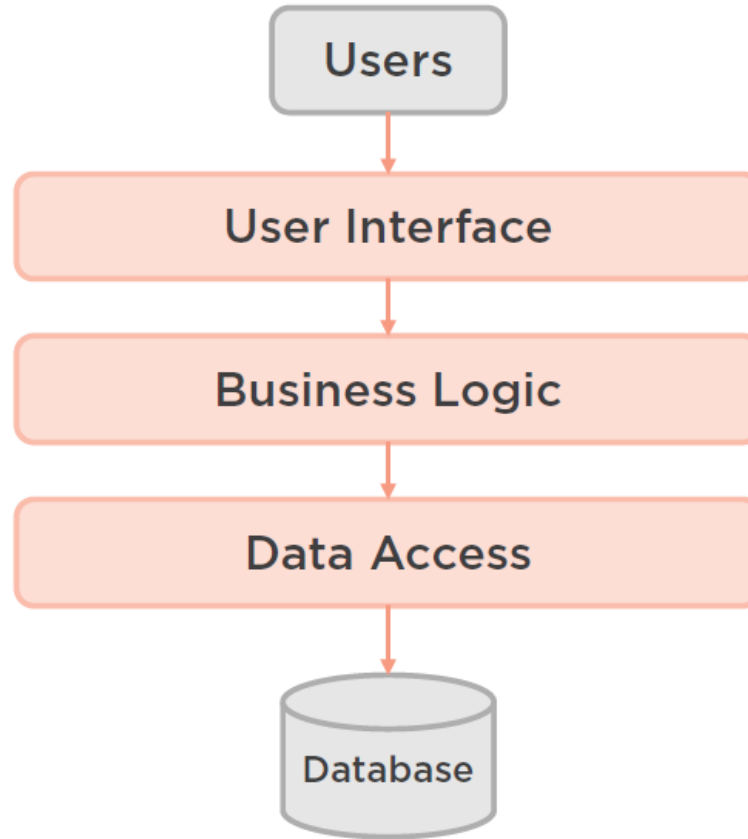 Users
User Interface
Business Logic
Data Access
Database